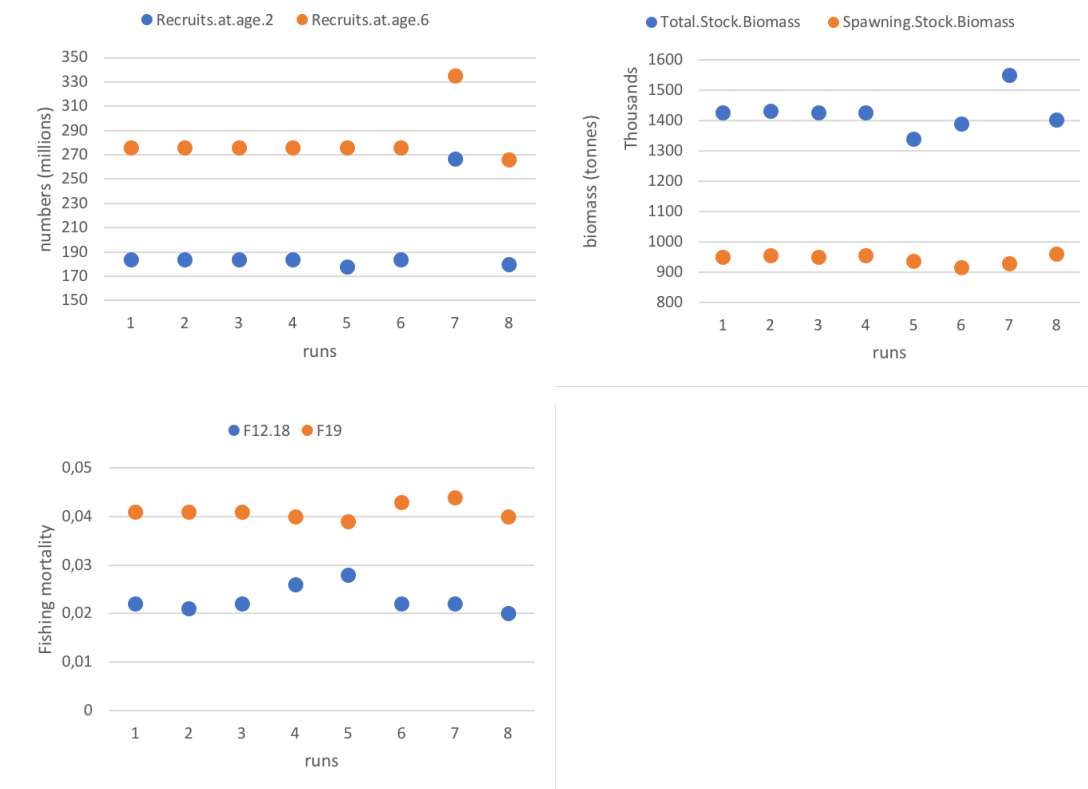 Recruits.at.age.2 Recruits.at.age.6
numbers (millions)
350
330
310
290
270
250
230
210
190
170
150
1 2 3 4 5 6 7 8
runs
Total.Stock.Biomass Spawning.Stock.Biomass
biomass (tonnes)
Thousands
1600
1500
1400
1300
1200
1100
1000
900
800
1 2 3 4 5 6 7 8
runs
F12.18 F19
Fishing mortality
0,05
0,04
0,03
0,02
0,01
0
1 2 3 4 5 6 7 8
runs